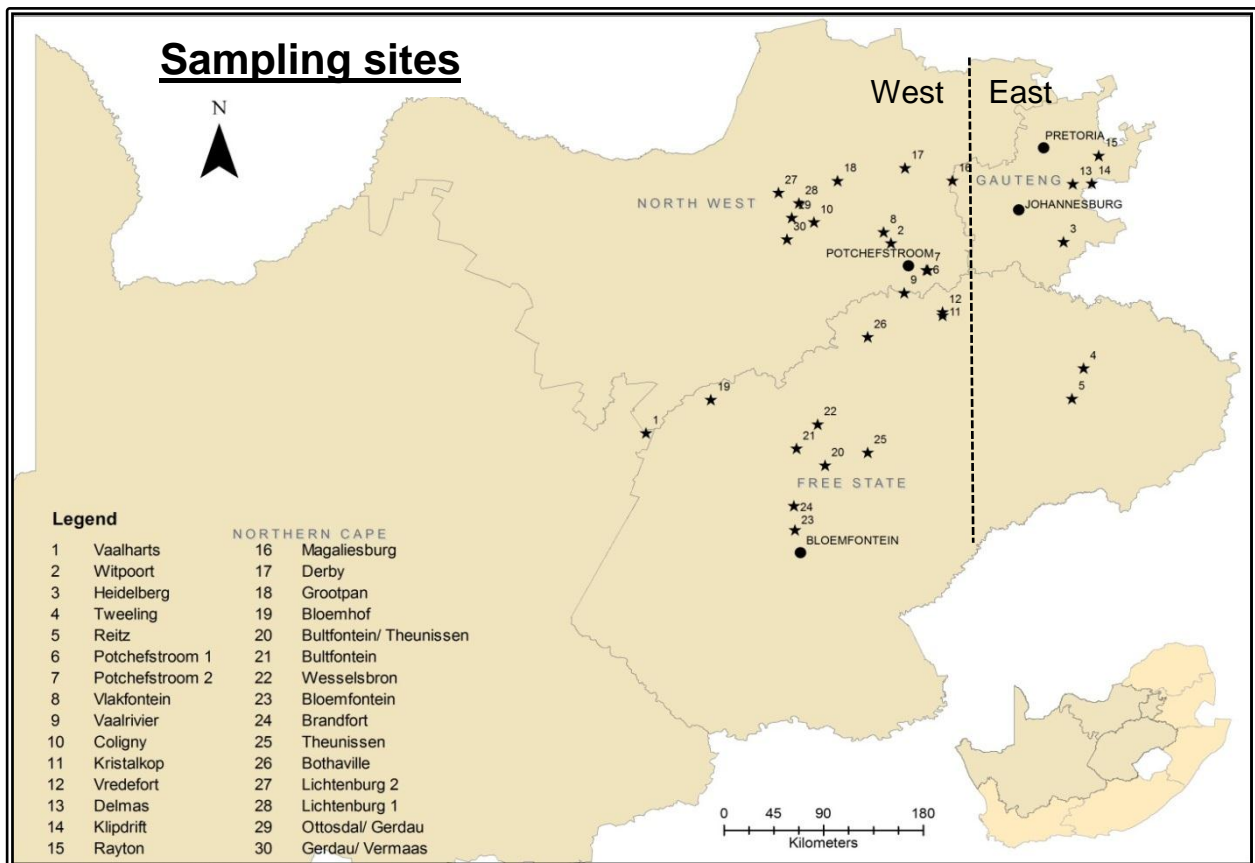 Sampling sites
N
West East
PRETORIA
15
17
16
13 14
GAUTENG
18
27
28
NORTH WEST
29
10
JOHANNESBURG
30
8
2
3
POTCHEFSTROOM
7
6
9
12
11
26
4
5
19
1
22
21
25
20
FREE STATE
24
23
BLOEMFONTEIN
Legend
NORTHERN CAPE
1 Vaalharts
2 Witpoort
3 Heidelberg
4 Tweeling
5 Reitz
6 Potchefstroom 1
7 Potchefstroom 2
8 Vlakfontein
9 Vaalrivier
10 Coligny
11 Kristalkop
12 Vredefort
13 Delmas
14 Klipdrift
15 Rayton
16 Magaliesburg
17 Derby
18 Grootpan
19 Bloemhof
20 Bultfontein/ Theunissen
21 Bultfontein
22 Wesselsbron
23 Bloemfontein
24 Brandfort
25 Theunissen
26 Bothaville
27 Lichtenburg 2
28 Lichtenburg 1
29 Ottosdal/ Gerdau
30 Gerdau/ Vermaas
0 45 90 180
Kilometers